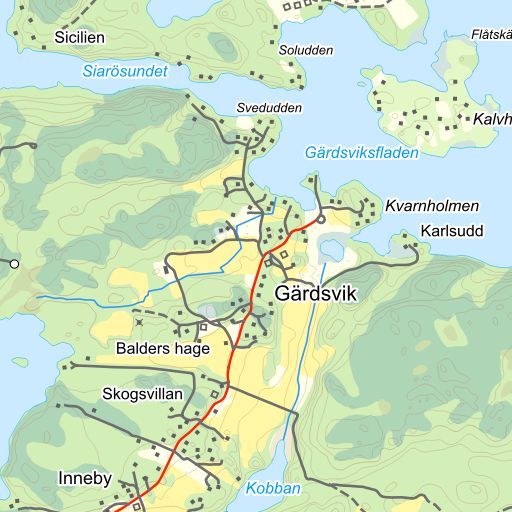 Sicilien
Soludden
Flåtskä
Siarösundet
Svedudden
Kalvh
Gärdsviksfladen
Kvarnholmen
Karlsudd
Gärdsvik
Balders hage
Skogsvillan
Inneby
Kobban